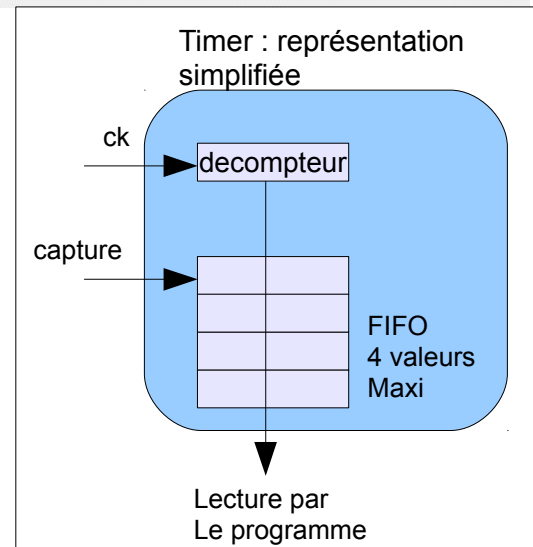 Timer : représentation
simplifiée
ck
decompteur
capture
FIFO
4 valeurs
Maxi
Lecture par
Le programme